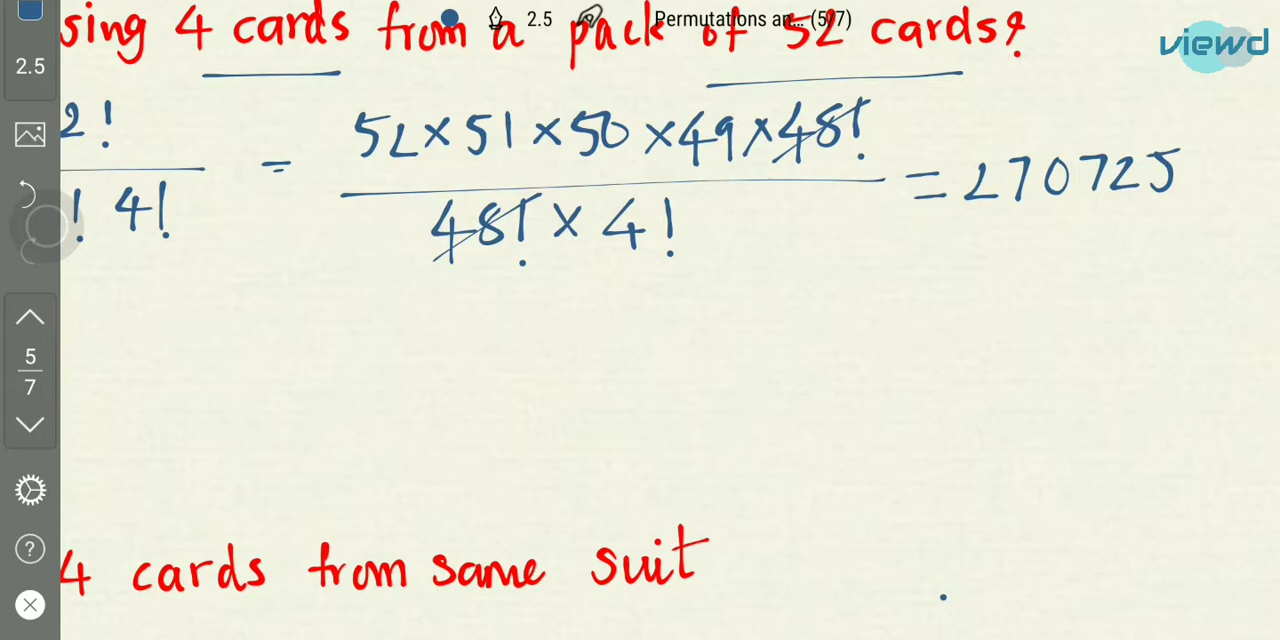 2.5 Permutations an... (5/7)
viewd
2.5
sing 4 cards from a pack of 52 cards?
2! / ! 4! = 52 × 51 × 50 × 49 × 48! / 48! × 4! = 270725
5
7
?
4 cards from same suit